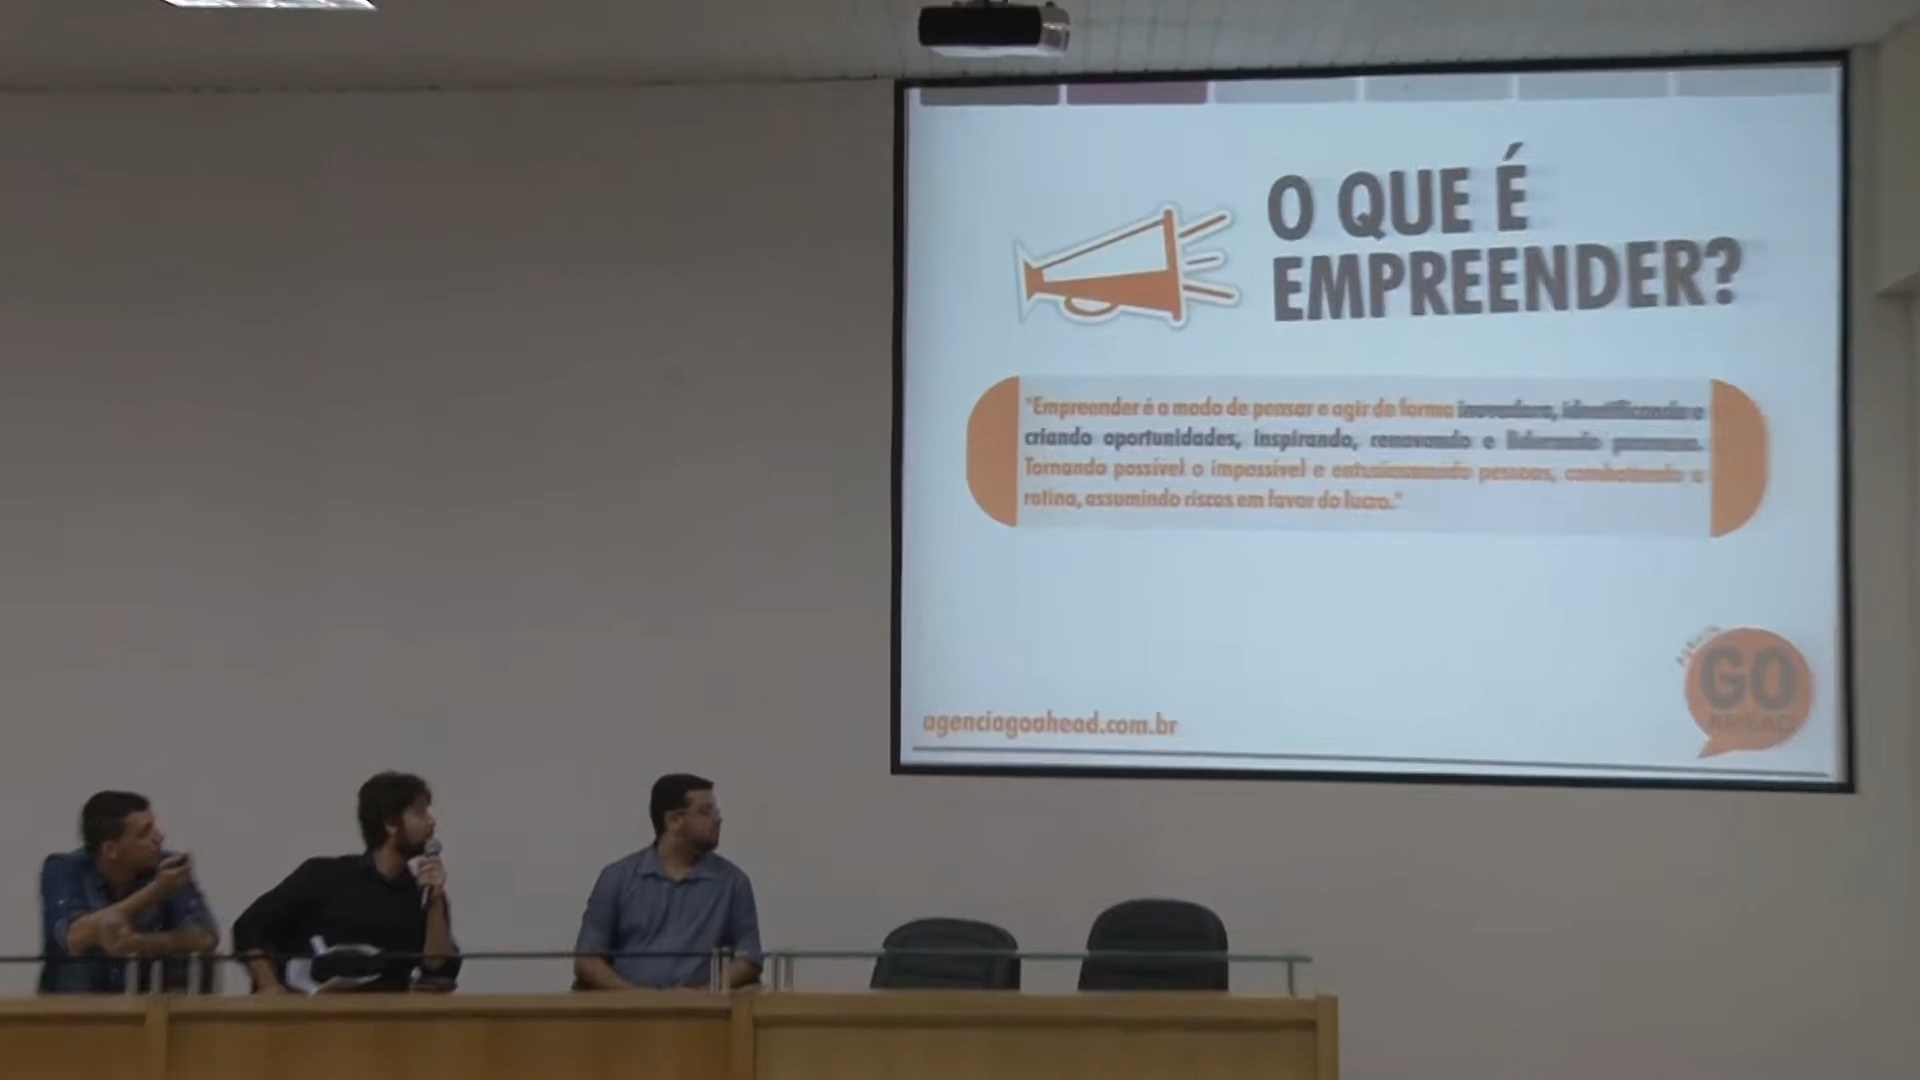 O QUE É
EMPREENDER?
"Empreender é o modo de pensar e agir de forma inovadora, identificando e
criando oportunidades, inspirando, renovando e liderando pessoas.
Tornando possível o impossível e entusiasmando pessoas, combatendo a
rotina, assumindo riscos em favor do lucro."
agenciagoahead.com.br
GO
AHEAD